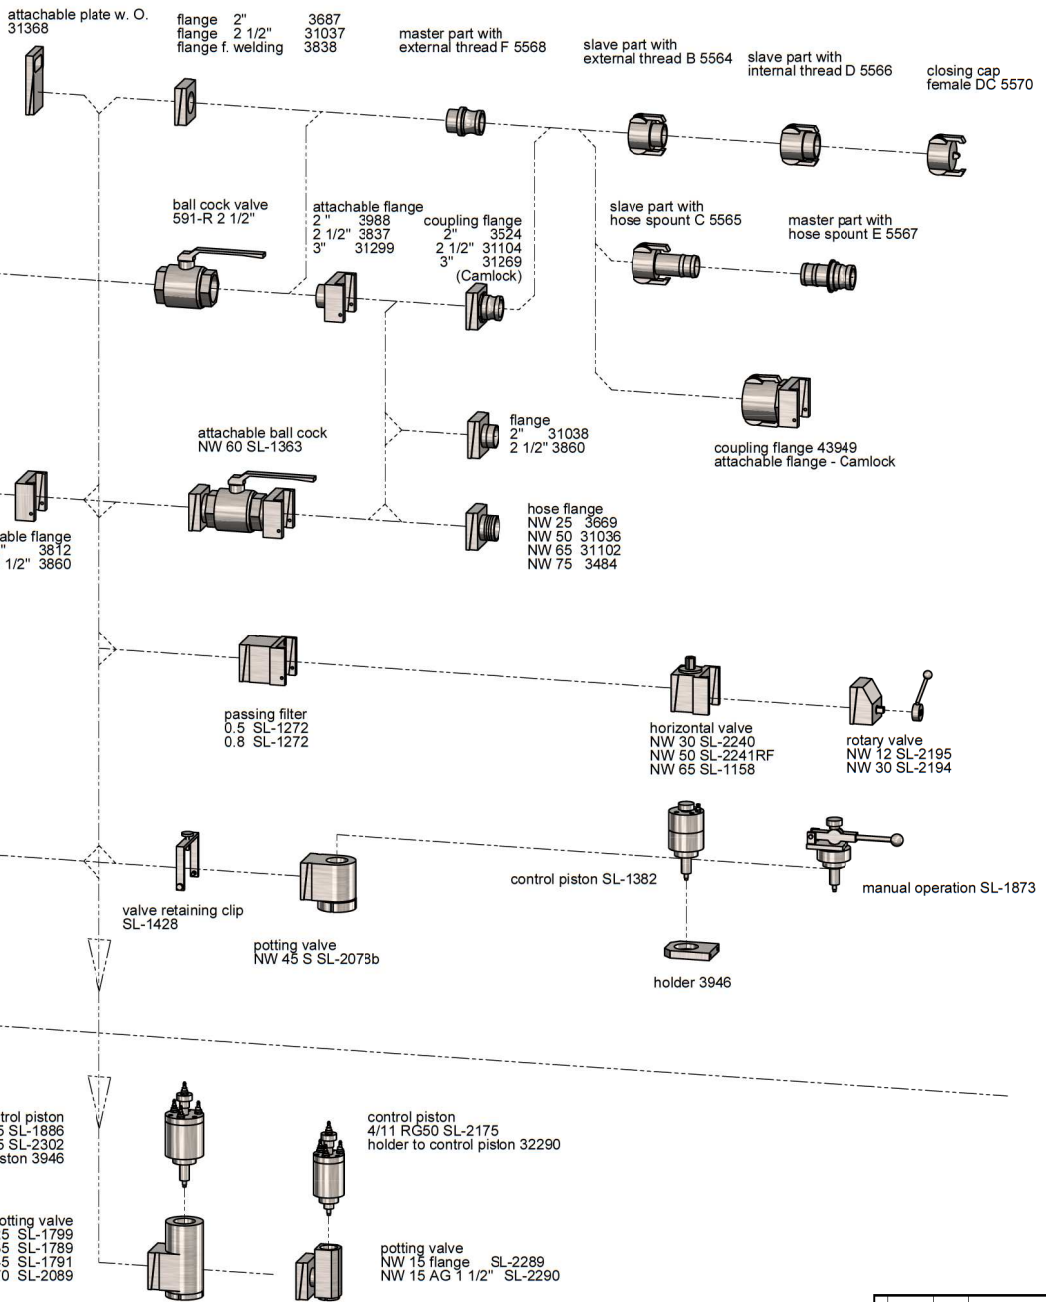 attachable plate w. O.
31368
flange 2" 3687
flange 2 1/2" 31037
flange f. welding 3838
master part with
external thread F 5568
slave part with
external thread B 5564
slave part with
internal thread D 5566
closing cap
female DC 5570
ball cock valve
591-R 2 1/2"
attachable flange
2 " 3988
2 1/2" 3837
3" 31299
coupling flange
2" 3524
2 1/2" 31104
3" 31269
(Camlock)
slave part with
hose spount C 5565
master part with
hose spount E 5567
attachable ball cock
NW 60 SL-1363
flange
2" 31038
2 1/2" 3860
coupling flange 43949
attachable flange - Camlock
able flange
" 3812
1/2" 3860
hose flange
NW 25 3669
NW 50 31036
NW 65 31102
NW 75 3484
passing filter
0.5 SL-1272
0.8 SL-1272
horizontal valve
NW 30 SL-2240
NW 50 SL-2241RF
NW 65 SL-1158
rotary valve
NW 12 SL-2195
NW 30 SL-2194
valve retaining clip
SL-1428
potting valve
NW 45 S SL-2078b
control piston SL-1382
manual operation SL-1873
holder 3946
trol piston
5 SL-1886
5 SL-2302
ston 3946
control piston
4/11 RG50 SL-2175
holder to control piston 32290
otting valve
5 SL-1799
5 SL-1789
5 SL-1791
0 SL-2089
potting valve
NW 15 flange SL-2289
NW 15 AG 1 1/2" SL-2290